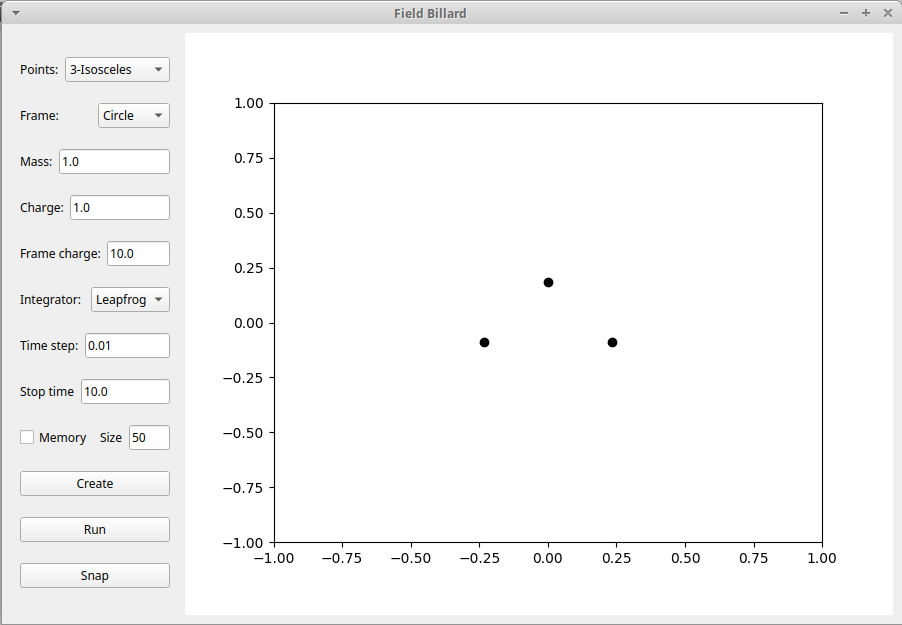 Field Billard
Points: 3-Isosceles
Frame: Circle
Mass: 1.0
Charge: 1.0
Frame charge: 10.0
Integrator: Leapfrog
Time step: 0.01
Stop time 10.0
Memory Size 50
Create
Run
Snap
1.00
0.75
0.50
0.25
0.00
−0.25
−0.50
−0.75
−1.00
−1.00 −0.75 −0.50 −0.25 0.00 0.25 0.50 0.75 1.00